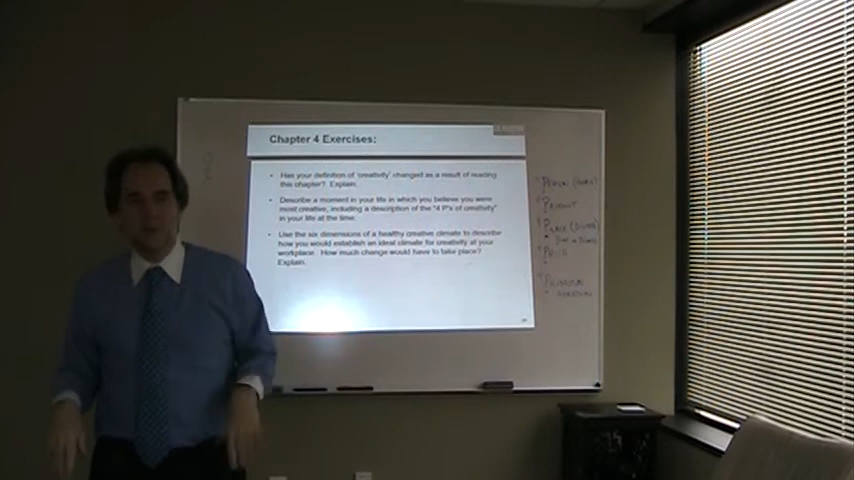 Chapter 4 Exercises:
• Has your definition of 'creativity' changed as a result of reading
this chapter? Explain.
• Describe a moment in your life in which you believe you were
most creative, including a description of the "4 P's of creativity"
in your life at the time.
• Use the six dimensions of a healthy creative climate to describe
how you would establish an ideal climate for creativity at your
workplace. How much change would have to take place?
Explain.
Person
Product
Place
Price